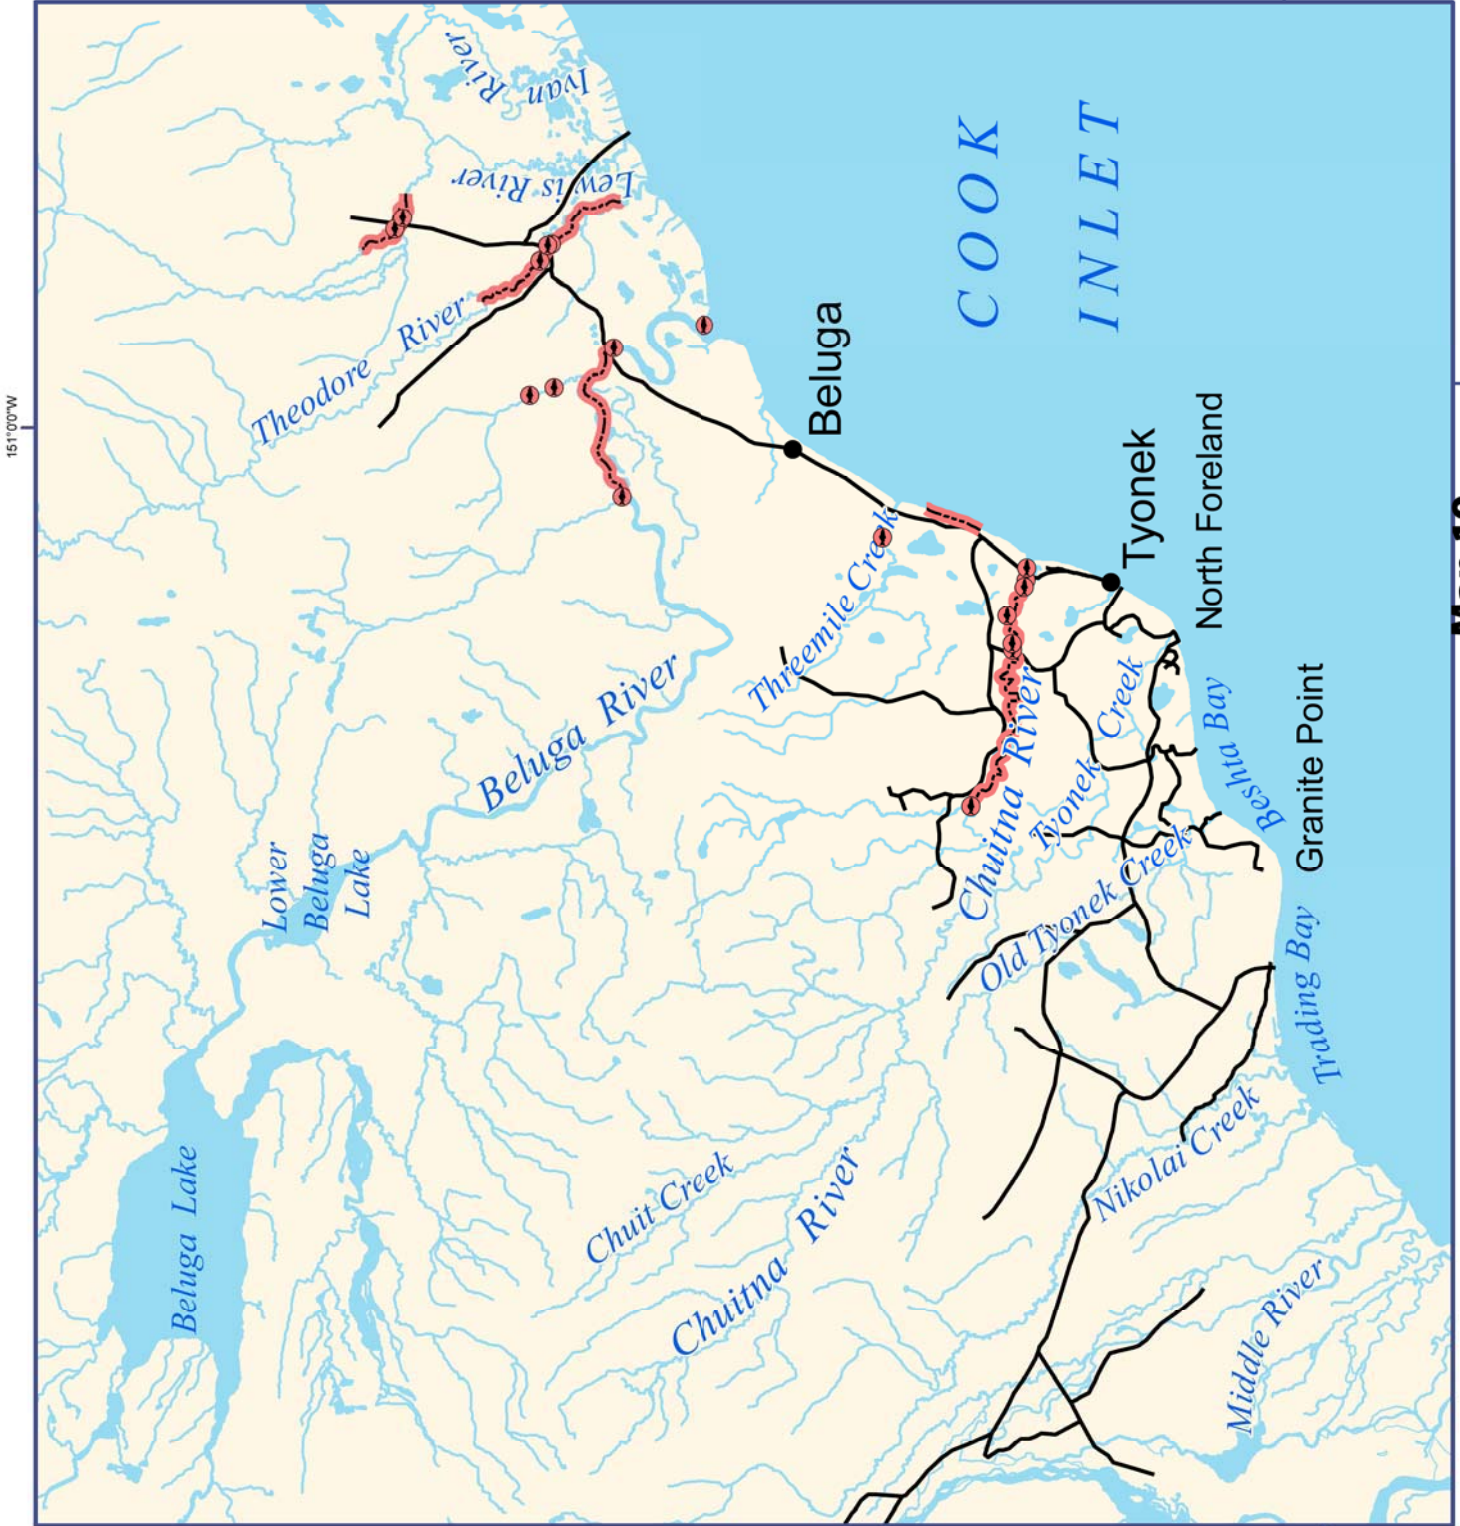 151°0'0"W
Ivan
River
Lewis River
Theodore River
COOK
INLET
Beluga
Tyonek
North Foreland
Threemile Creek
Beluga River
Lower
Beluga
Lake
Chuitna River
Tyonek Creek
Beshta Bay
Granite Point
Old Tyonek Creek
Trading Bay
Beluga Lake
Chuit Creek
Chuitna River
Nikolai Creek
Middle River